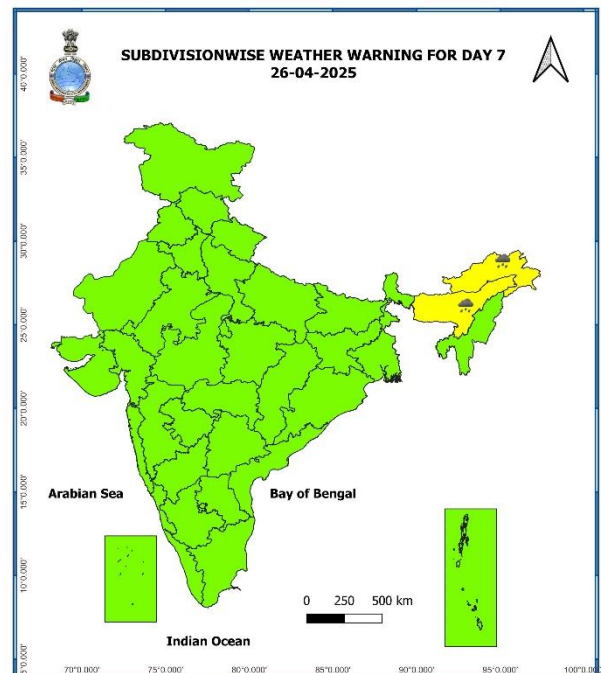 SUBDIVISIONWISE WEATHER WARNING FOR DAY 7
26-04-2025
40°0.000'
35°0.000'
30°0.000'
25°0.000'
20°0.000'
15°0.000'
10°0.000'
5°0.000'
Arabian Sea
Bay of Bengal
0 250 500 km
Indian Ocean
70°0.000' 75°0.000' 80°0.000' 85°0.000' 90°0.000' 95°0.000' 100°0.000'